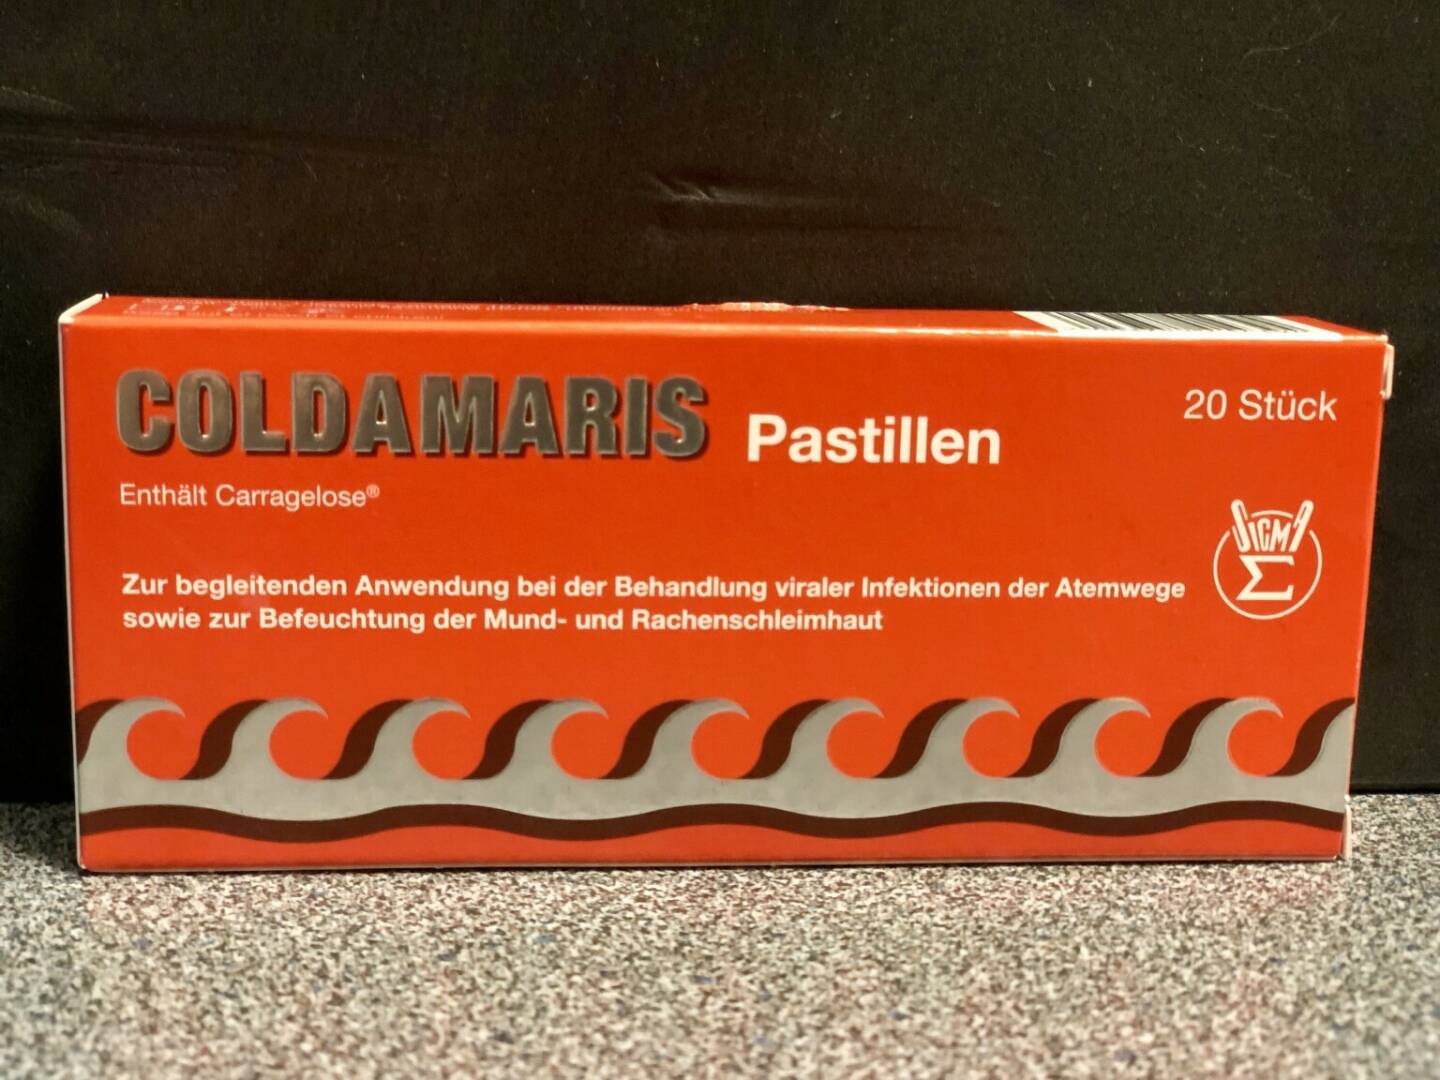 COLDAMARIS Pastillen
20 Stück
Enthält Carragelose®
Zur begleitenden Anwendung bei der Behandlung viraler Infektionen der Atemwege
sowie zur Befeuchtung der Mund- und Rachenschleimhaut
SIGMA
Σ